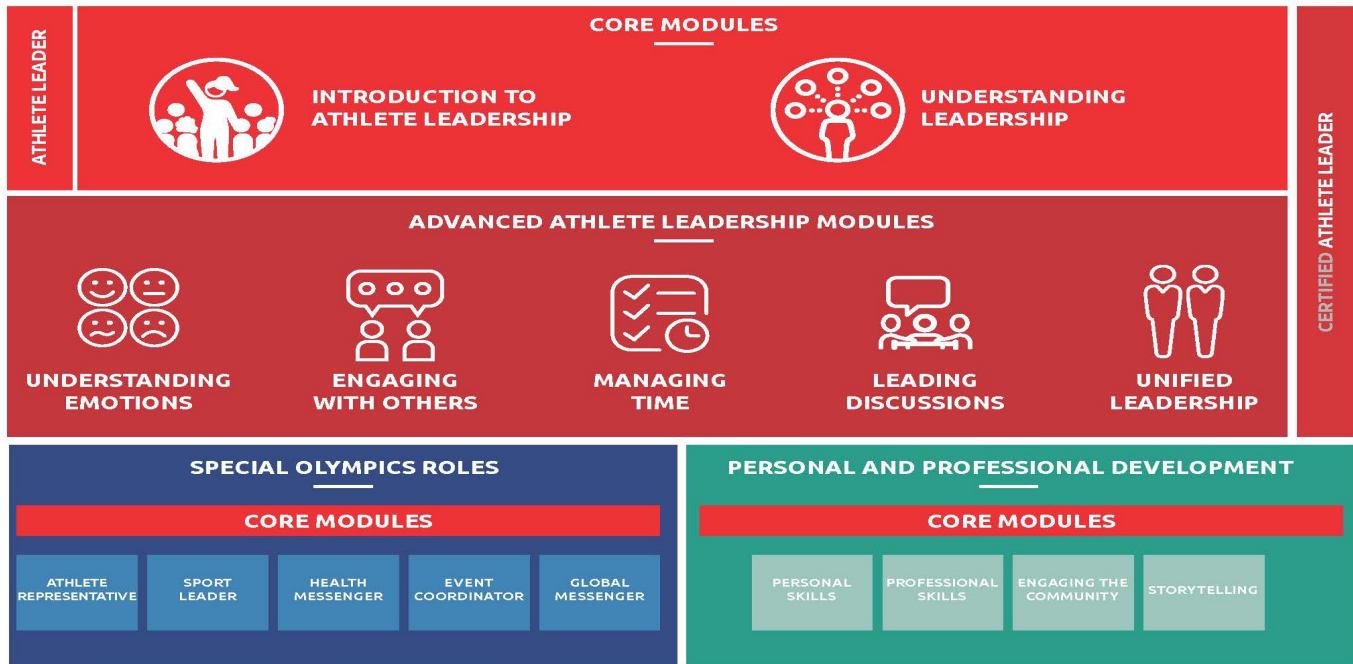 ATHLETE LEADER
CORE MODULES
INTRODUCTION TO
ATHLETE LEADERSHIP
UNDERSTANDING
LEADERSHIP
CERTIFIED ATHLETE LEADER
ADVANCED ATHLETE LEADERSHIP MODULES
UNDERSTANDING
EMOTIONS
ENGAGING
WITH OTHERS
MANAGING
TIME
LEADING
DISCUSSIONS
UNIFIED
LEADERSHIP
SPECIAL OLYMPICS ROLES
CORE MODULES
ATHLETE
REPRESENTATIVE
SPORT
LEADER
HEALTH
MESSENGER
EVENT
COORDINATOR
GLOBAL
MESSENGER
PERSONAL AND PROFESSIONAL DEVELOPMENT
CORE MODULES
PERSONAL
SKILLS
PROFESSIONAL
SKILLS
ENGAGING THE
COMMUNITY
STORYTELLING